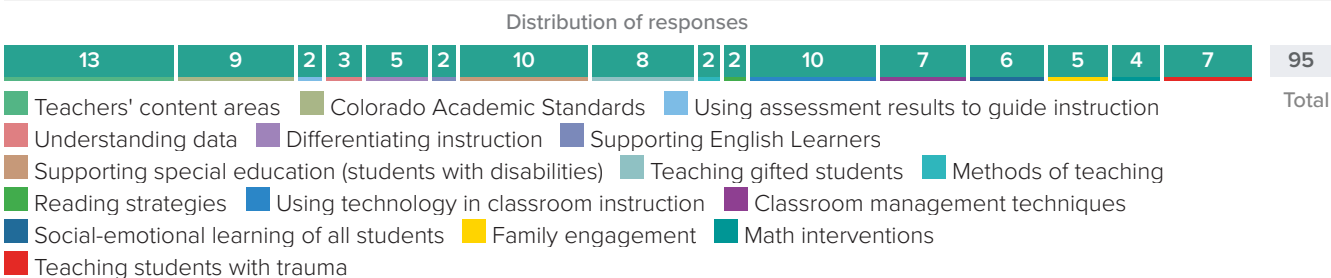 Distribution of responses
13 9 2 3 5 2 10 8 2 2 10 7 6 5 4 7 95
Teachers' content areas Colorado Academic Standards Using assessment results to guide instruction
Total
Understanding data Differentiating instruction Supporting English Learners
Supporting special education (students with disabilities) Teaching gifted students Methods of teaching
Reading strategies Using technology in classroom instruction Classroom management techniques
Social-emotional learning of all students Family engagement Math interventions
Teaching students with trauma